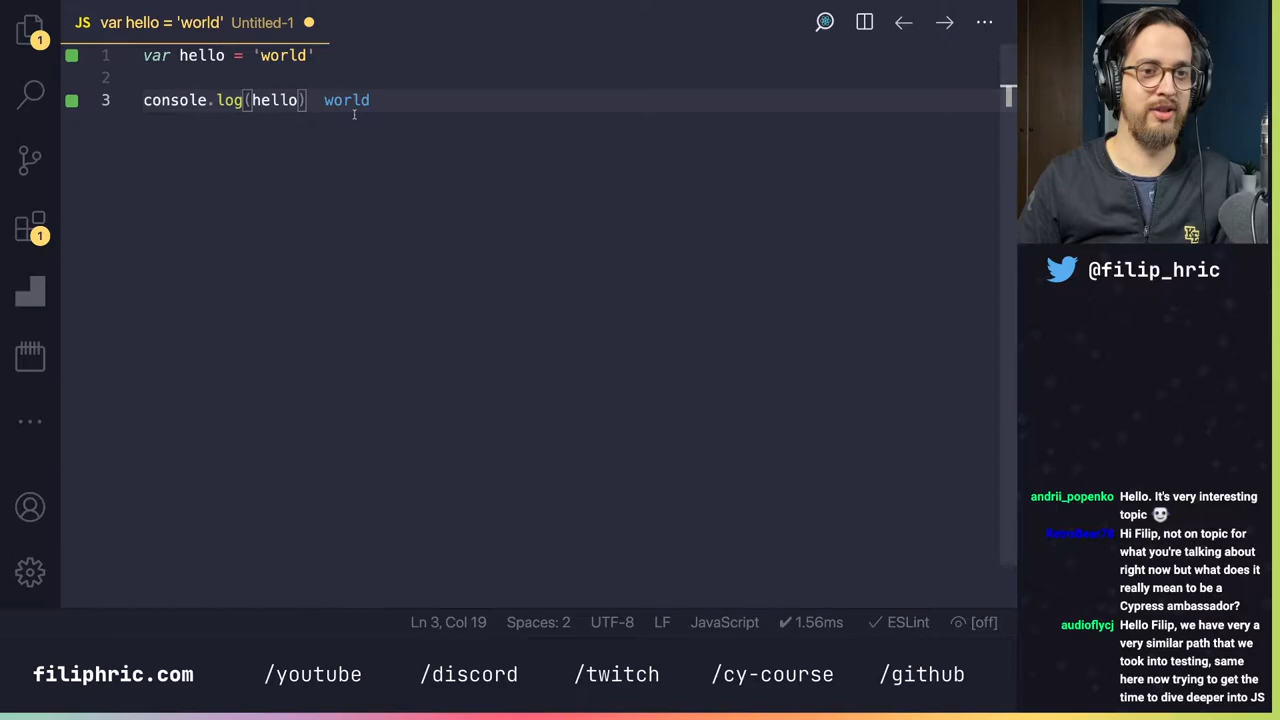 JS var hello = 'world' Untitled-1
1 var hello = 'world'
2
3 console.log(hello) world
1
1
@filip_hric
andrii_popenko Hello. It's very interesting
topic
Hi Filip, not on topic for
what you're talking about
right now but what does it
really mean to be a
Cypress ambassador?
audioflycj Hello Filip, we have very a
very similar path that we
took into testing, same
here now trying to get the
time to dive deeper into JS
Ln 3, Col 19 Spaces: 2 UTF-8 LF JavaScript ✔ 1.56ms ✓ ESLint [off]
filiphric.com /youtube /discord /twitch /cy-course /github